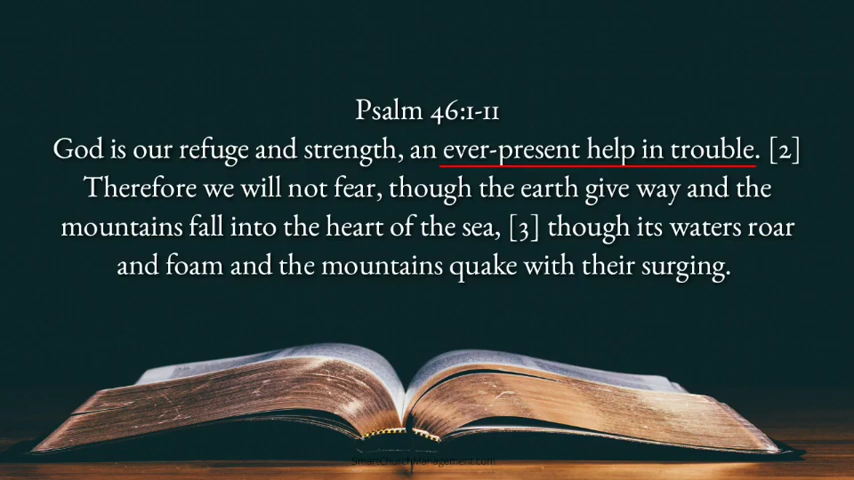 Psalm 46:1-11
God is our refuge and strength, an ever-present help in trouble. [2]
Therefore we will not fear, though the earth give way and the
mountains fall into the heart of the sea, [3] though its waters roar
and foam and the mountains quake with their surging.
SmartChurchManagement.com